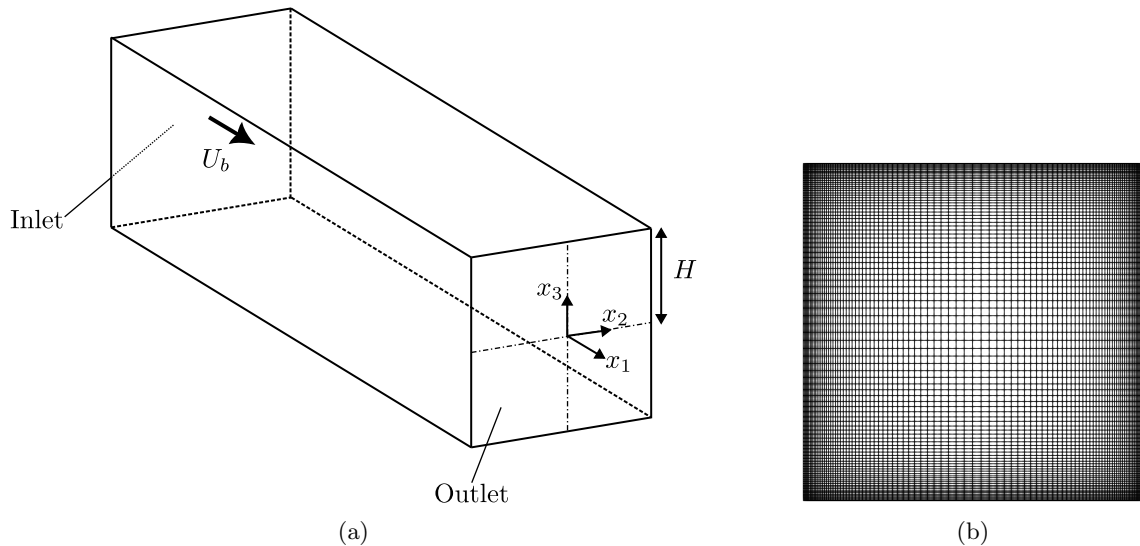 U_b
Inlet
H
x_3
x_2
x_1
Outlet
(a)
(b)